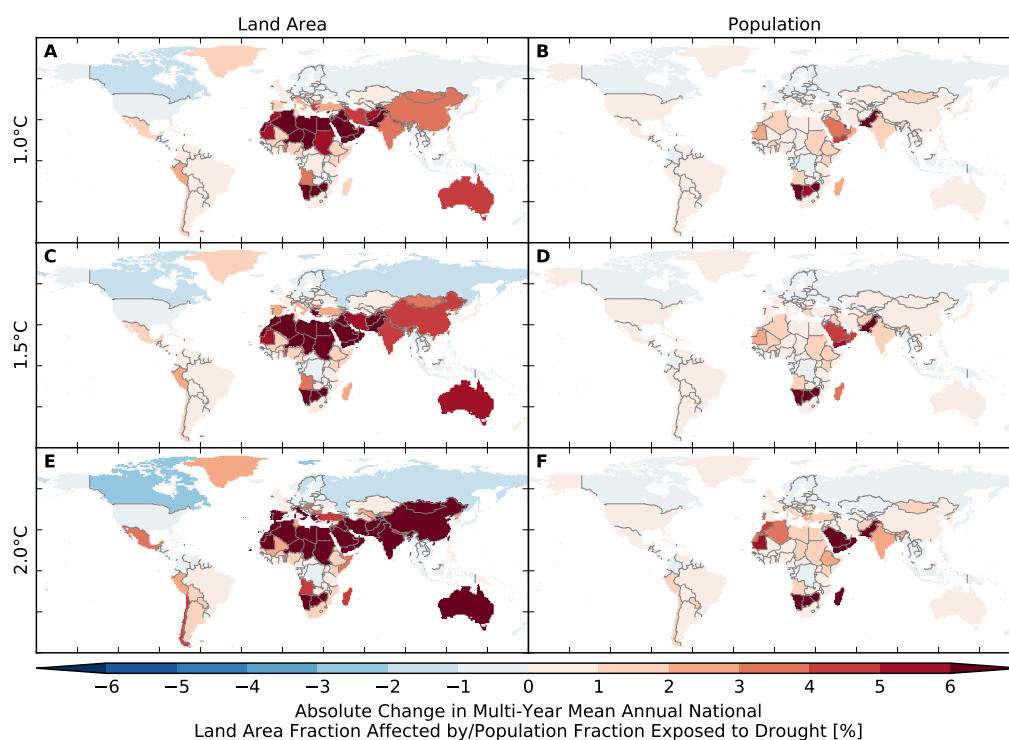 Land Area
Population
A
B
1.0°C
C
D
1.5°C
E
F
2.0°C
−6 −5 −4 −3 −2 −1 0 1 2 3 4 5 6
Absolute Change in Multi-Year Mean Annual National
Land Area Fraction Affected by/Population Fraction Exposed to Drought [%]